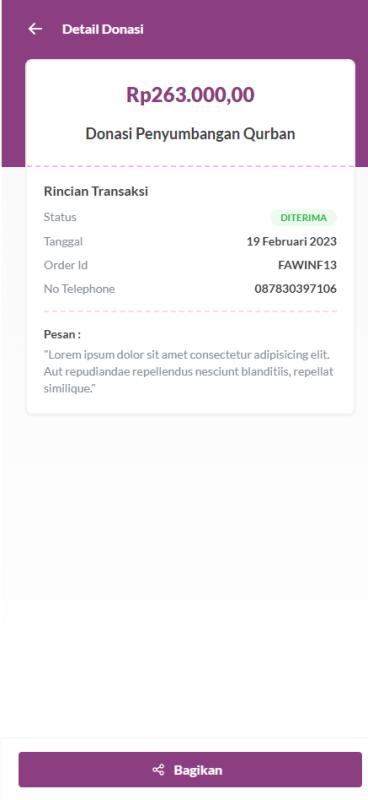 Detail Donasi
Rp263.000,00
Donasi Penyumbangan Qurban
Rincian Transaksi
Status DITERIMA
Tanggal 19 Februari 2023
Order Id FAWINF13
No Telephone 087830397106
Pesan :
"Lorem ipsum dolor sit amet consectetur adipisicing elit.
Aut repudiandae repellendus nesciunt blanditiis, repellat
similique."
Bagikan